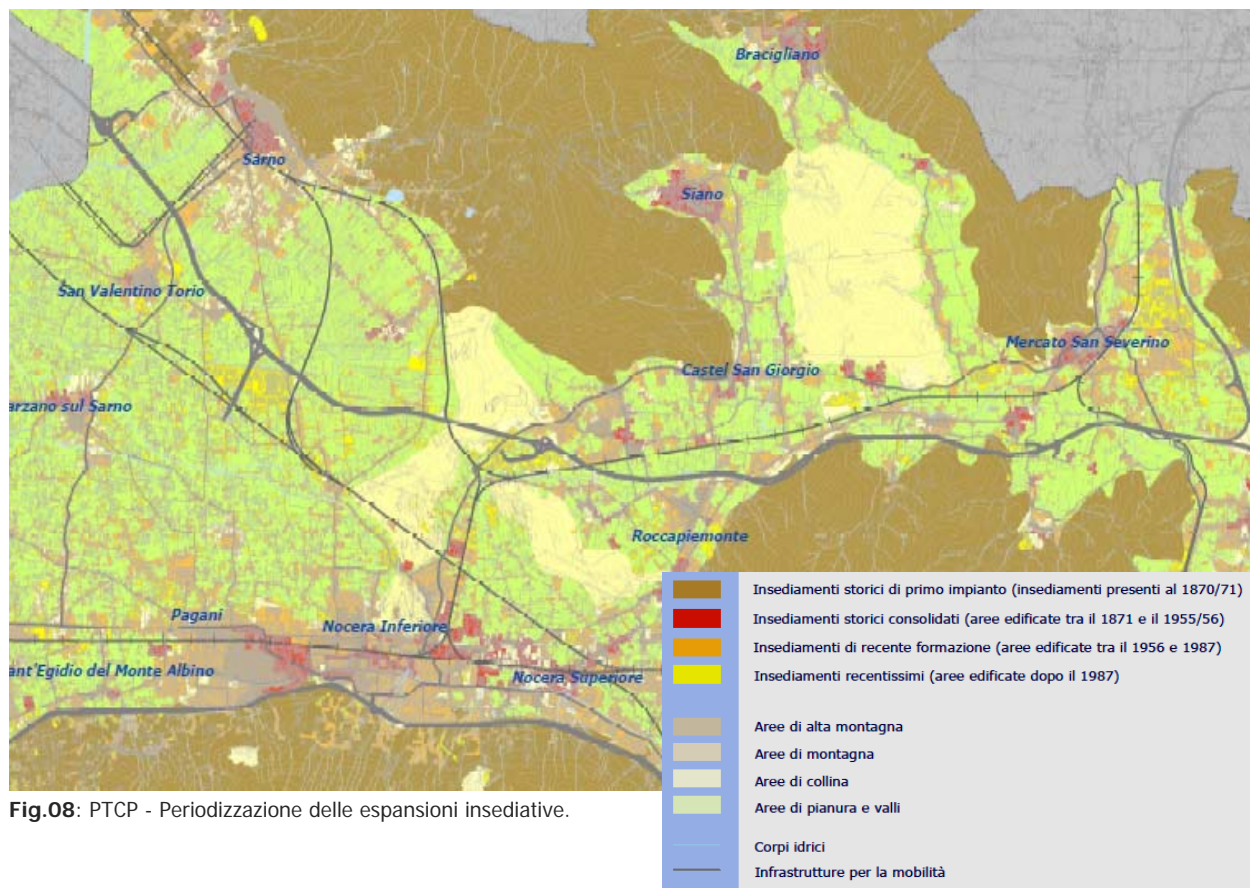 Bracigliano
Sarno
Siano
San Valentino Torio
Mercato San Severino
Castel San Giorgio
arzano sul Sarno
Roccapiemonte
Pagani
Nocera Inferiore
ant'Egidio del Monte Albino
Nocera Superiore
Insediamenti storici di primo impianto (insediamenti presenti al 1870/71)
Insediamenti storici consolidati (aree edificate tra il 1871 e il 1955/56)
Insediamenti di recente formazione (aree edificate tra il 1956 e 1987)
Insediamenti recentissimi (aree edificate dopo il 1987)
Aree di alta montagna
Aree di montagna
Aree di collina
Aree di pianura e valli
Corpi idrici
Infrastrutture per la mobilità
Fig.08: PTCP - Periodizzazione delle espansioni insediative.